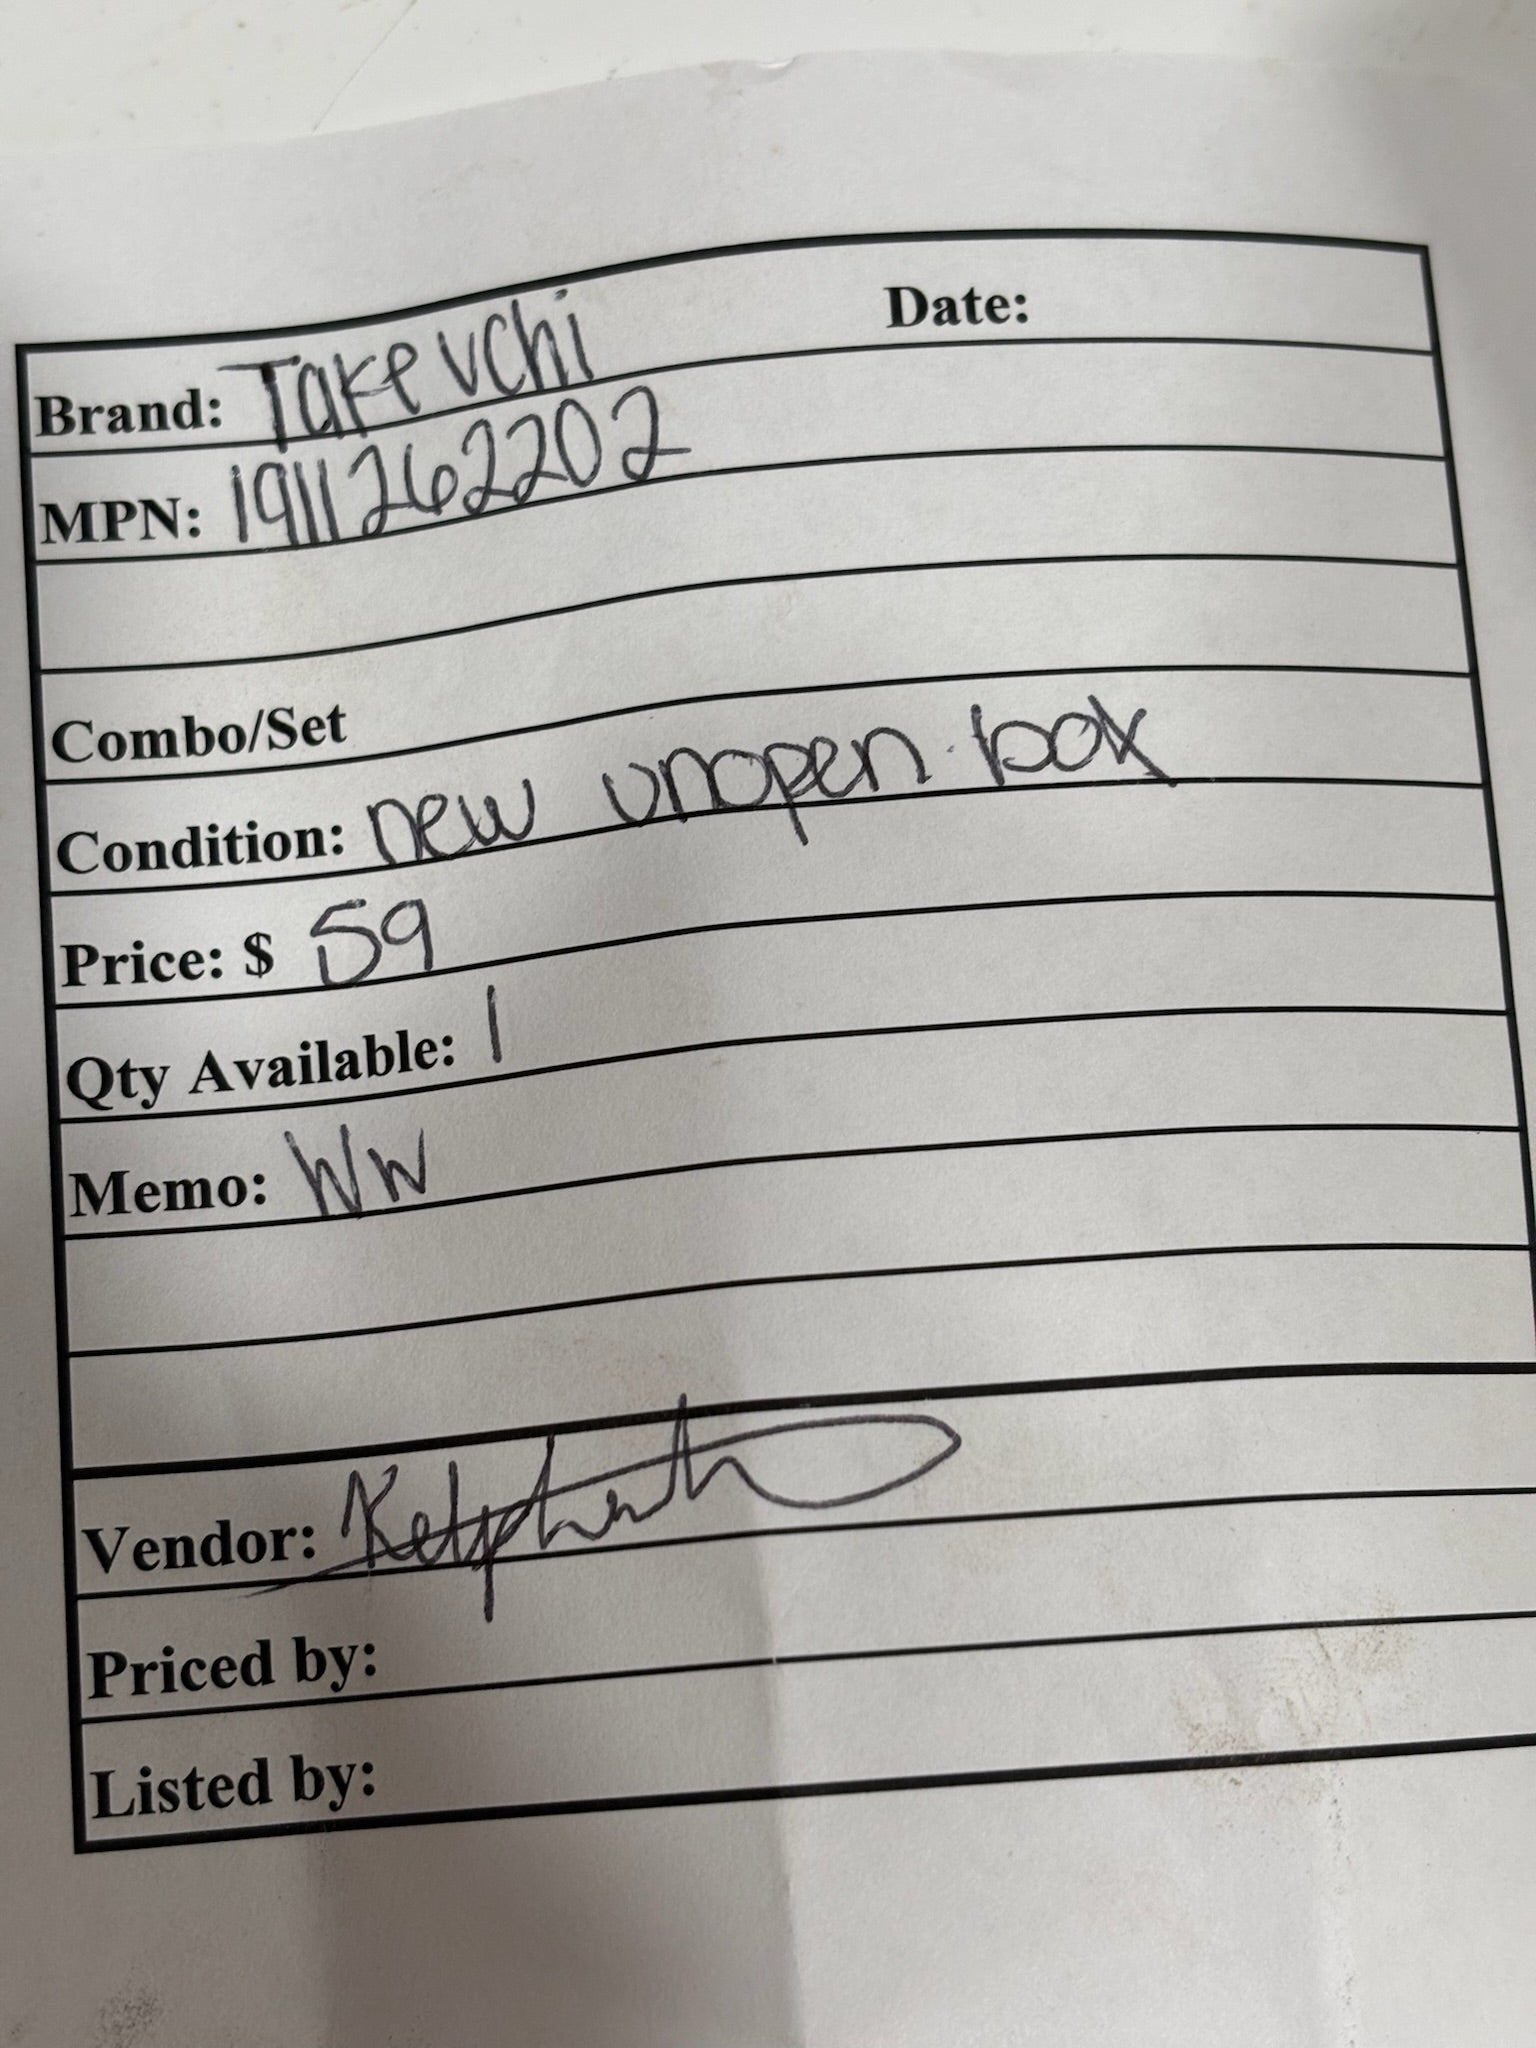 Date:
Brand: Takeuchi
MPN: 1911262202
Combo/Set
Condition: new unopen box
Price: $ 59
Qty Available: 1
Memo: WW
Vendor:
Priced by:
Listed by: